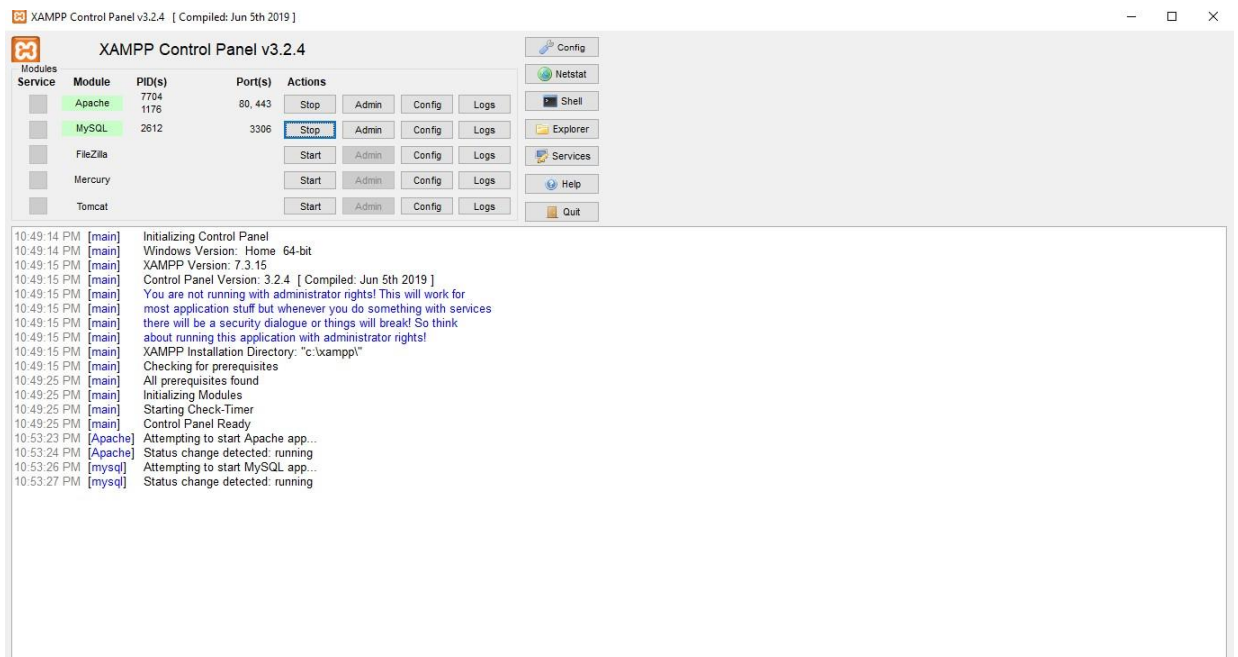 XAMPP Control Panel v3.2.4 [ Compiled: Jun 5th 2019 ]
XAMPP Control Panel v3.2.4
Config
Modules
Service Module PID(s) Port(s) Actions
Netstat
Apache 7704 1176 80, 443 Stop Admin Config Logs
Shell
MySQL 2612 3306 Stop Admin Config Logs
Explorer
FileZilla Start Admin Config Logs
Services
Mercury Start Admin Config Logs
Help
Tomcat Start Admin Config Logs
Quit
10:49:14 PM [main] Initializing Control Panel
10:49:14 PM [main] Windows Version: Home 64-bit
10:49:15 PM [main] XAMPP Version: 7.3.15
10:49:15 PM [main] Control Panel Version: 3.2.4 [ Compiled: Jun 5th 2019 ]
10:49:15 PM [main] You are not running with administrator rights! This will work for
10:49:15 PM [main] most application stuff but whenever you do something with services
10:49:15 PM [main] there will be a security dialogue or things will break! So think
10:49:15 PM [main] about running this application with administrator rights!
10:49:15 PM [main] XAMPP Installation Directory: "c:\xampp\"
10:49:15 PM [main] Checking for prerequisites
10:49:25 PM [main] All prerequisites found
10:49:25 PM [main] Initializing Modules
10:49:25 PM [main] Starting Check-Timer
10:49:25 PM [main] Control Panel Ready
10:53:23 PM [Apache] Attempting to start Apache app...
10:53:24 PM [Apache] Status change detected: running
10:53:26 PM [mysql] Attempting to start MySQL app...
10:53:27 PM [mysql] Status change detected: running